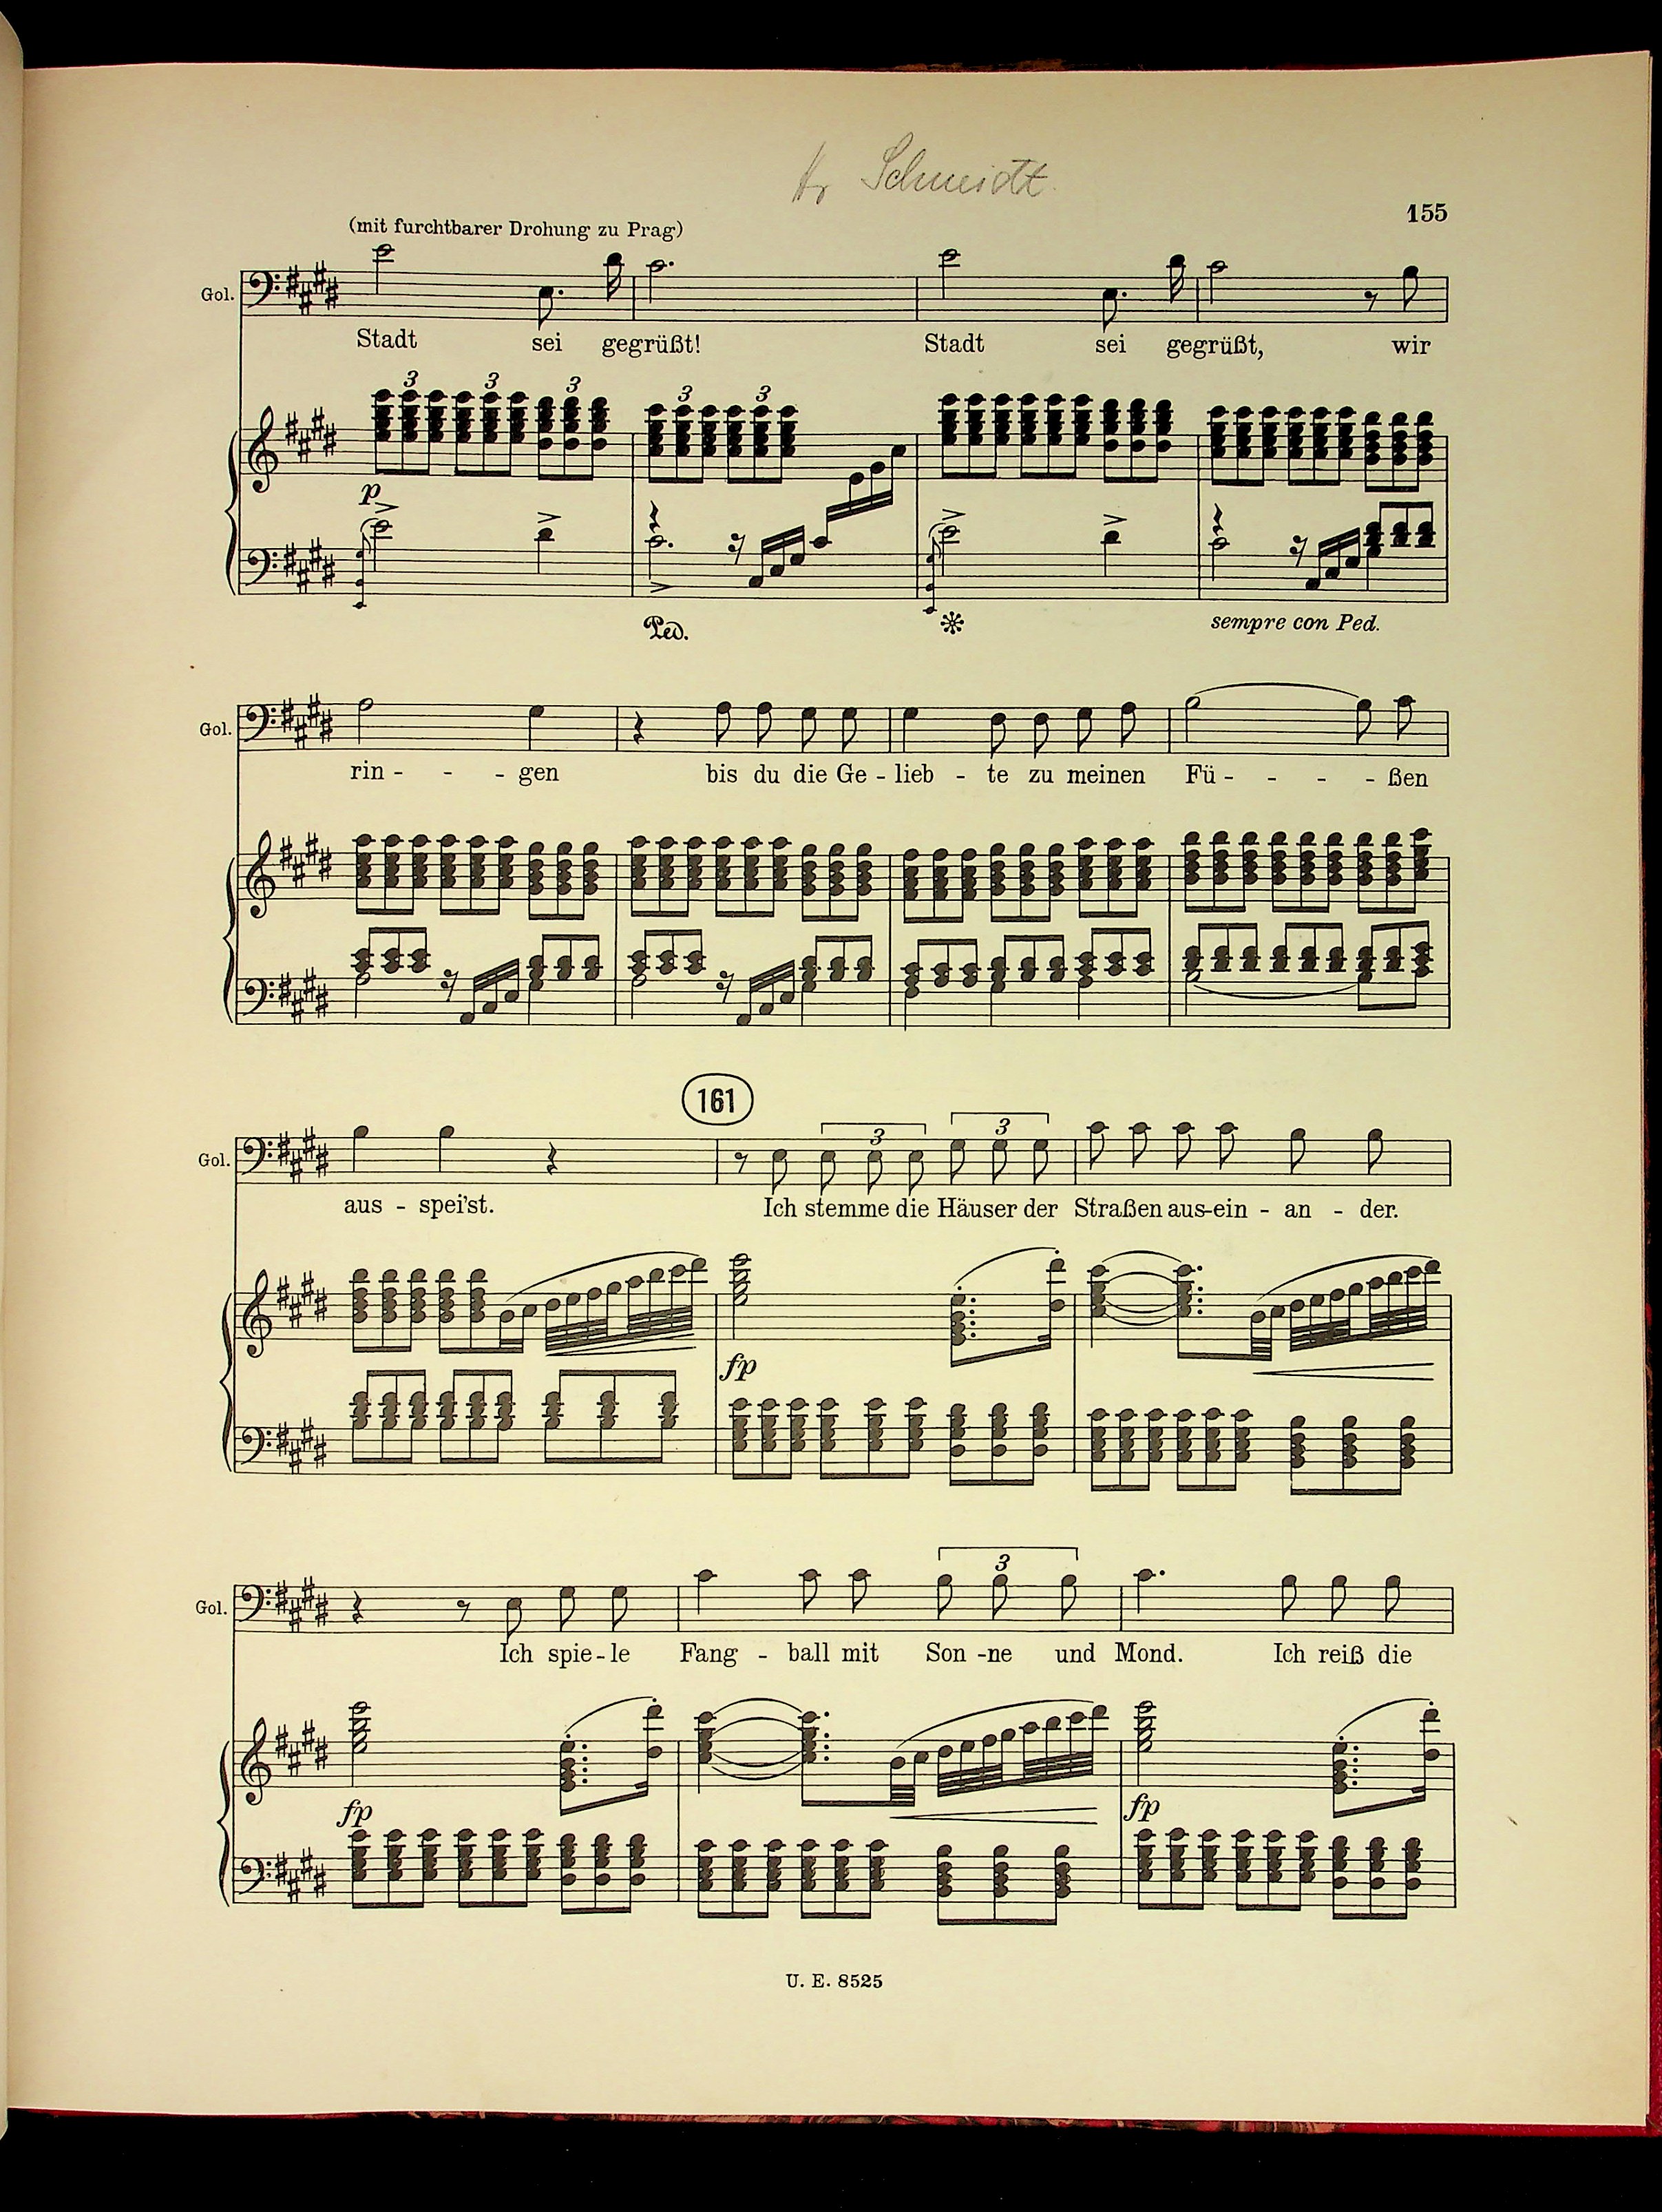 Hr Schmidt.
155
(mit furchtbarer Drohung zu Prag)
Gol.
Stadt sei gegrüßt! Stadt sei gegrüßt, wir
3 3 3 3 3
p
Ped. sempre con Ped.
Gol.
rin - - - gen bis du die Ge - lieb - te zu meinen Fü - - - - ßen
161
Gol.
3 3
aus - spei'st. Ich stemme die Häuser der Straßen aus-ein - an - der.
fp
3
Gol.
Ich spie - le Fang - ball mit Son - ne und Mond. Ich reiß die
fp fp
U. E. 8525